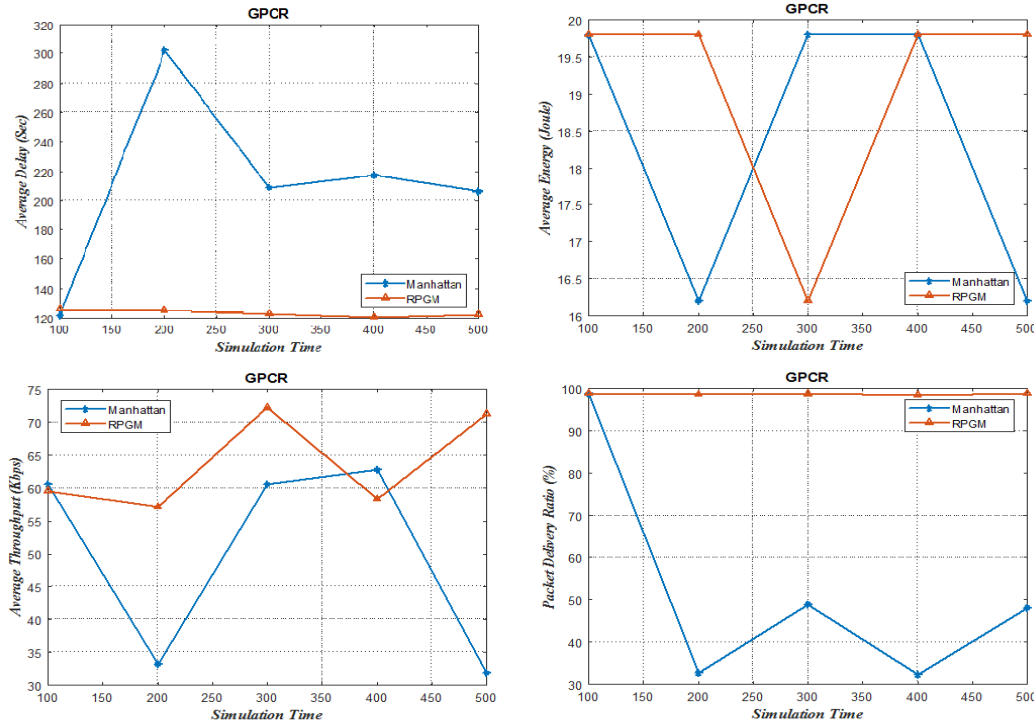 GPCR
320
300
280
260
240
220
200
180
160
140
120
Average Delay (Sec)
Manhattan
RPGM
100 150 200 250 300 350 400 450 500
Simulation Time
GPCR
20
19.5
19
18.5
18
17.5
17
16.5
16
Average Energy (Joule)
Manhattan
RPGM
100 150 200 250 300 350 400 450 500
Simulation Time
GPCR
75
70
65
60
55
50
45
40
35
30
Average Throughput (Kbps)
Manhattan
RPGM
100 150 200 250 300 350 400 450 500
Simulation Time
GPCR
100
90
80
70
60
50
40
30
Packet Delivery Ratio (%)
Manhattan
RPGM
100 150 200 250 300 350 400 450 500
Simulation Time